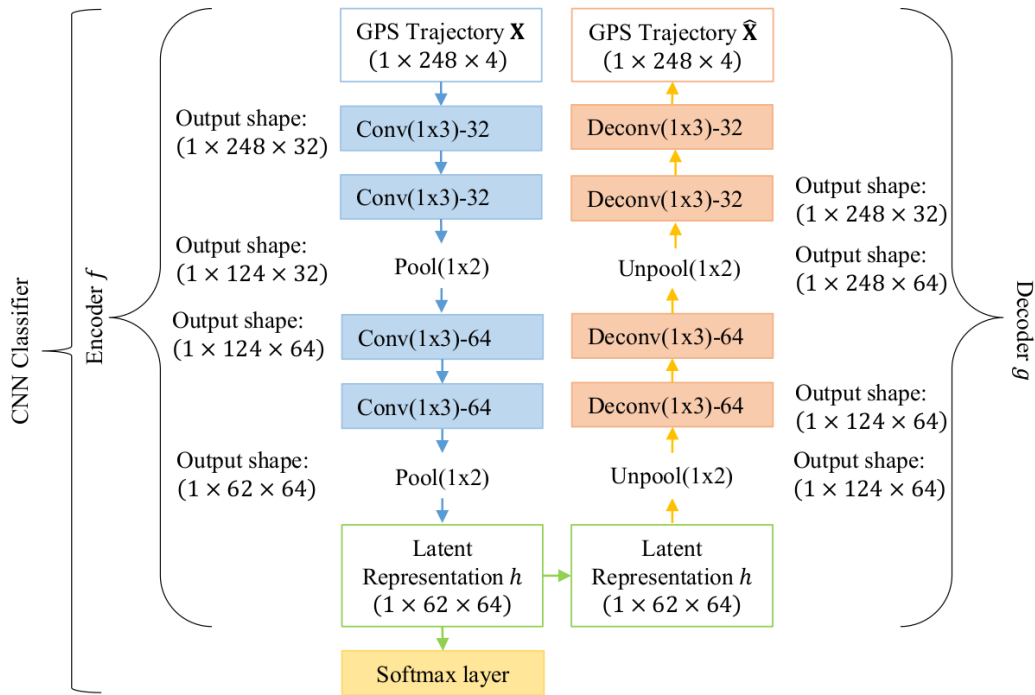 CNN Classifier
Encoder f
Output shape:
(1 × 248 × 32)
Output shape:
(1 × 124 × 32)
Output shape:
(1 × 124 × 64)
Output shape:
(1 × 62 × 64)
GPS Trajectory X
(1 × 248 × 4)
Conv(1x3)-32
Conv(1x3)-32
Pool(1x2)
Conv(1x3)-64
Conv(1x3)-64
Pool(1x2)
Latent
Representation h
(1 × 62 × 64)
Softmax layer
GPS Trajectory X̂
(1 × 248 × 4)
Deconv(1x3)-32
Deconv(1x3)-32
Unpool(1x2)
Deconv(1x3)-64
Deconv(1x3)-64
Unpool(1x2)
Latent
Representation h
(1 × 62 × 64)
Output shape:
(1 × 248 × 32)
Output shape:
(1 × 248 × 64)
Output shape:
(1 × 124 × 64)
Output shape:
(1 × 124 × 64)
Decoder g